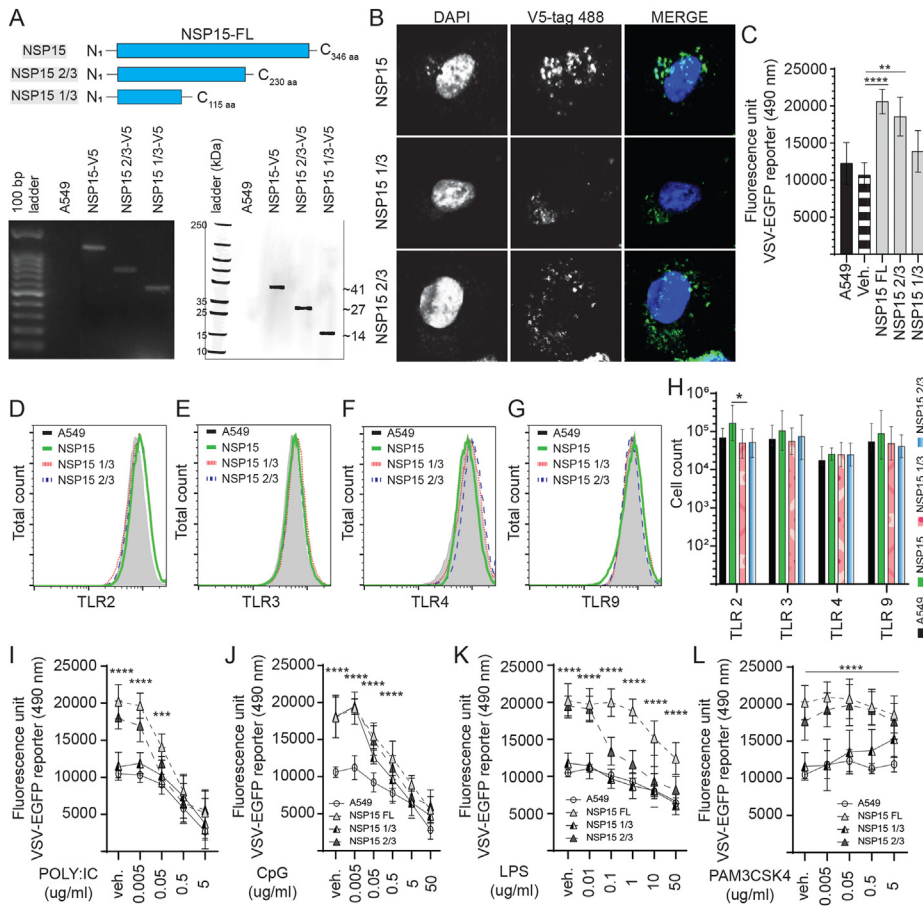 A
NSP15-FL
NSP15 N₁ C346 aa
NSP15 2/3 N₁ C230 aa
NSP15 1/3 N₁ C115 aa
100 bp ladder
A549
NSP15-V5
NSP15 2/3-V5
NSP15 1/3-V5
ladder (kDa)
A549
NSP15-V5
NSP15 2/3-V5
NSP15 1/3-V5
250
35
25
15
10
~41
~27
~14
B
DAPI V5-tag 488 MERGE
NSP15
NSP15 1/3
NSP15 2/3
C
Fluorescence unit
VSV-EGFP reporter (490 nm)
25000
20000
15000
10000
5000
**
****
A549
Veh.
NSP15 FL
NSP15 2/3
NSP15 1/3
D
A549
NSP15
NSP15 1/3
NSP15 2/3
Total count
TLR2
E
A549
NSP15
NSP15 1/3
NSP15 2/3
Total count
TLR3
F
A549
NSP15
NSP15 1/3
NSP15 2/3
Total count
TLR4
G
A549
NSP15
NSP15 1/3
NSP15 2/3
Total count
TLR9
H
Cell count
10⁶
10⁵
10⁴
10³
10²
*
TLR 2
TLR 3
TLR 4
TLR 9
A549
NSP15
NSP15 1/3
NSP15 2/3
I
Fluorescence unit
VSV-EGFP reporter (490 nm)
25000
20000
15000
10000
5000
**** **** ***
A549
NSP15 FL
NSP15 1/3
NSP15 2/3
POLY:IC
(ug/ml)
veh.
0.005
0.05
0.5
5
J
Fluorescence unit
VSV-EGFP reporter (490 nm)
25000
20000
15000
10000
5000
**** **** **** ****
A549
NSP15 FL
NSP15 1/3
NSP15 2/3
CpG
(ug/ml)
veh.
0.005
0.05
0.5
5
50
K
Fluorescence unit
VSV-EGFP reporter (490 nm)
25000
20000
15000
10000
5000
**** **** **** **** **** ****
A549
NSP15 FL
NSP15 1/3
NSP15 2/3
LPS
(ug/ml)
veh.
0.01
0.1
1
10
50
L
Fluorescence unit
VSV-EGFP reporter (490 nm)
25000
20000
15000
10000
5000
****
A549
NSP15 FL
NSP15 1/3
NSP15 2/3
PAM3CSK4
(ug/ml)
veh.
0.005
0.05
0.5
5